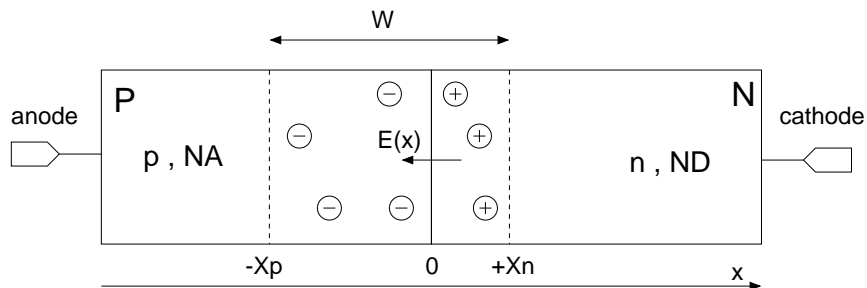 W
P
N
anode
cathode
E(x)
p , NA
n , ND
-Xp
0
+Xn
x